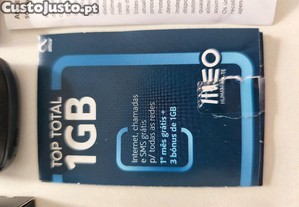 CustoJusto.pt
TOP TOTAL
1GB
Internet, chamadas
e SMS grátis
p/ todas as redes
1º mês grátis +
3 bónus de 1GB
meo